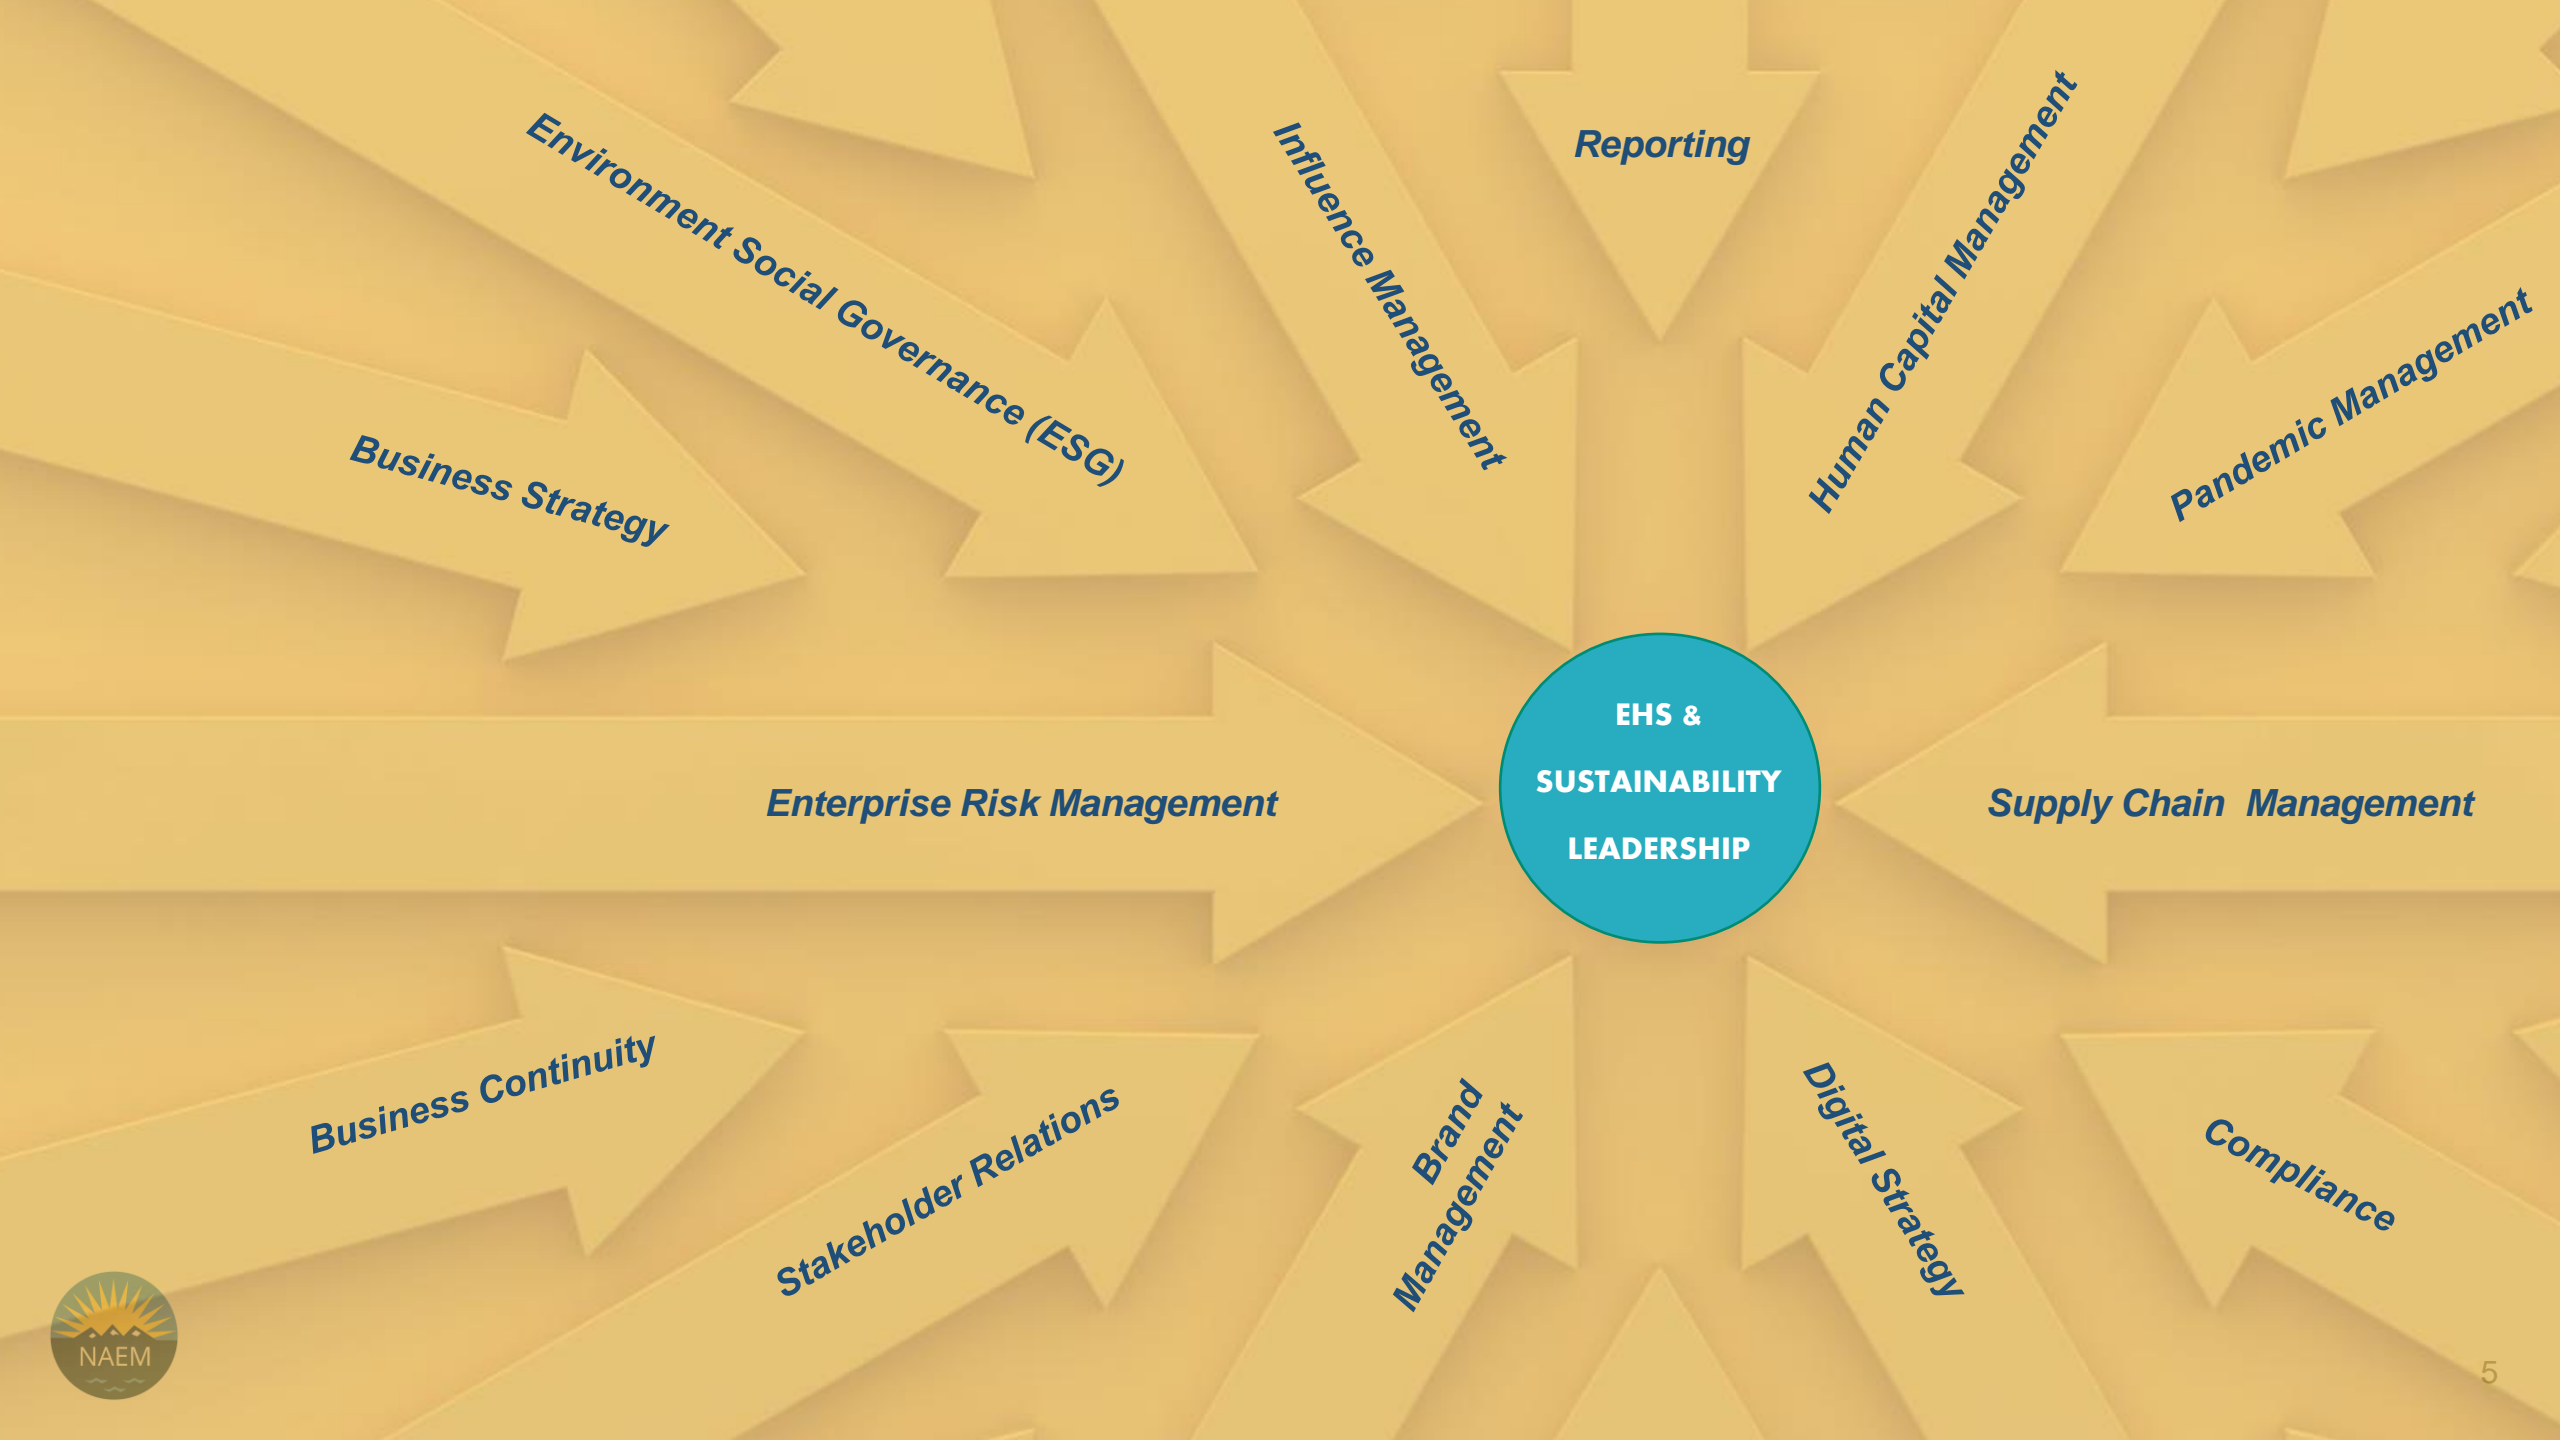 Reporting
Influence Management
Human Capital Management
Environment Social Governance (ESG)
Pandemic Management
Business Strategy
EHS &
SUSTAINABILITY
LEADERSHIP
Enterprise Risk Management
Supply Chain  Management
Business Continuity
Stakeholder Relations
Brand
Management
Digital Strategy
Compliance
NAEM
5